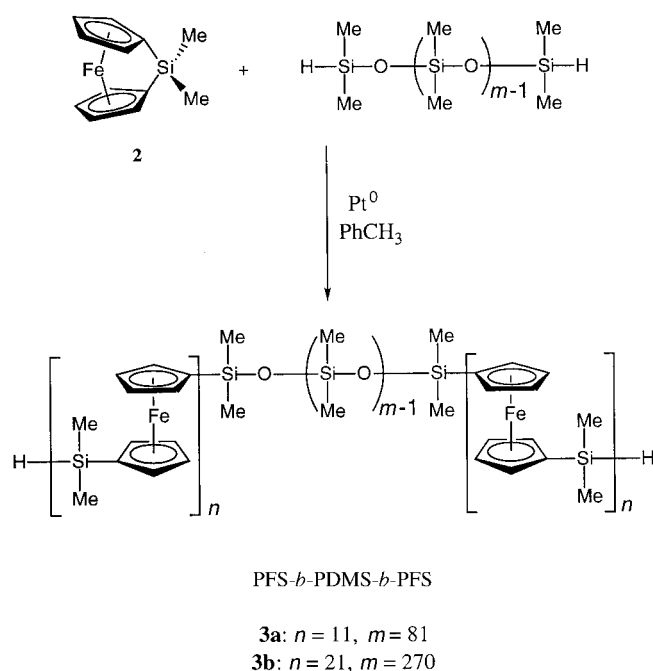 Fe Si Me Me
2
+
Me Me Me
H Si O ( Si O ) m-1 Si H
Me Me Me
Pt⁰
PhCH₃
Me Me Me
Si O ( Si O ) m-1 Si
Me Me Me
Me Fe Fe Me
H Si Si H
Me n Me n
PFS-b-PDMS-b-PFS
3a: n = 11, m = 81
3b: n = 21, m = 270